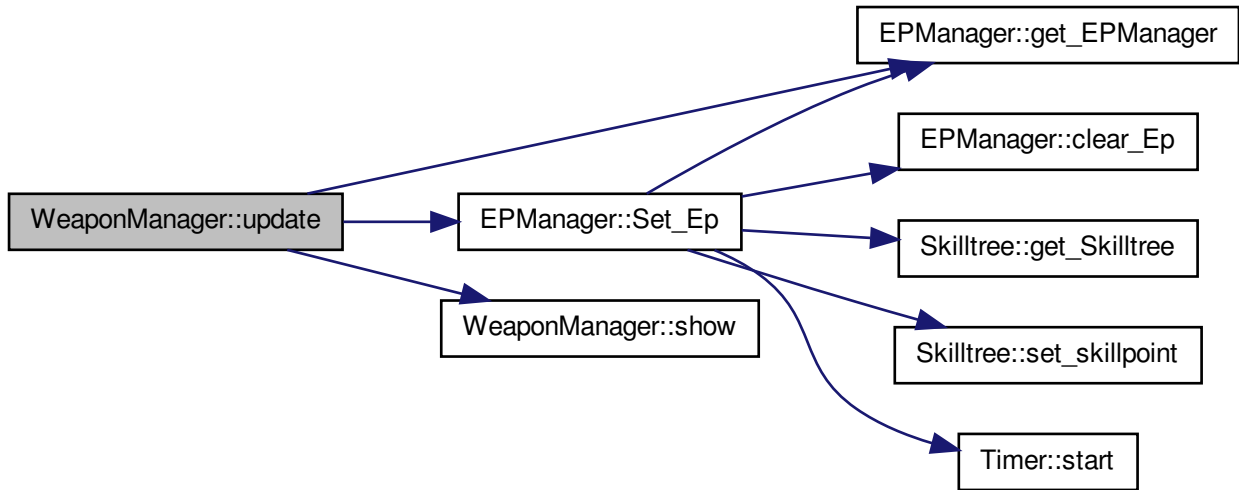 EPManager::get_EPManager
EPManager::clear_Ep
WeaponManager::update
EPManager::Set_Ep
Skilltree::get_Skilltree
WeaponManager::show
Skilltree::set_skillpoint
Timer::start